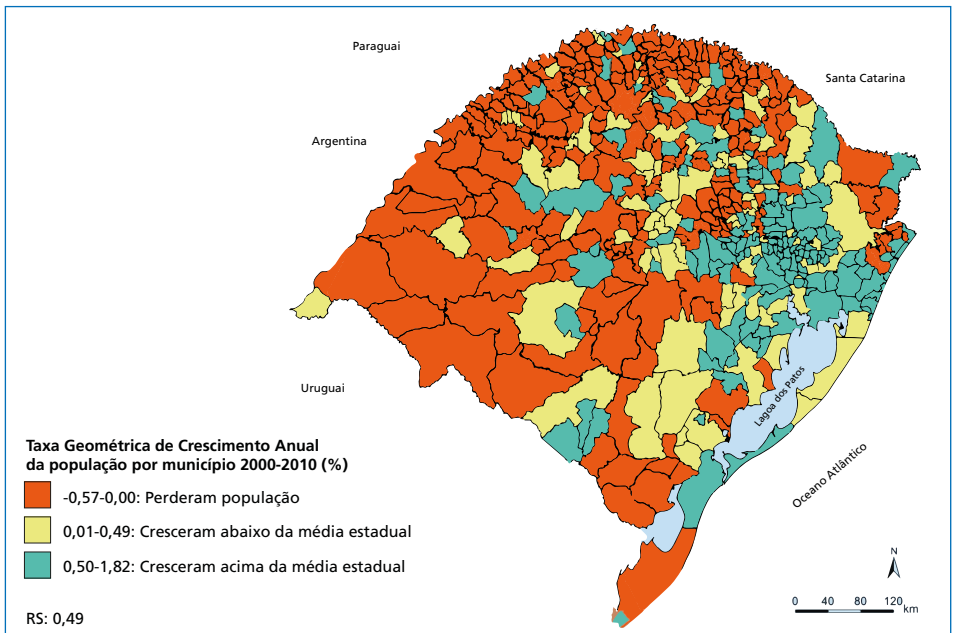 Paraguai
Santa Catarina
Argentina
Uruguai
Lagoa dos Patos
Oceano Atlântico
Taxa Geométrica de Crescimento Anual
da população por município 2000-2010 (%)
-0,57-0,00: Perderam população
0,01-0,49: Cresceram abaixo da média estadual
0,50-1,82: Cresceram acima da média estadual
RS: 0,49
N
0 40 80 120
km